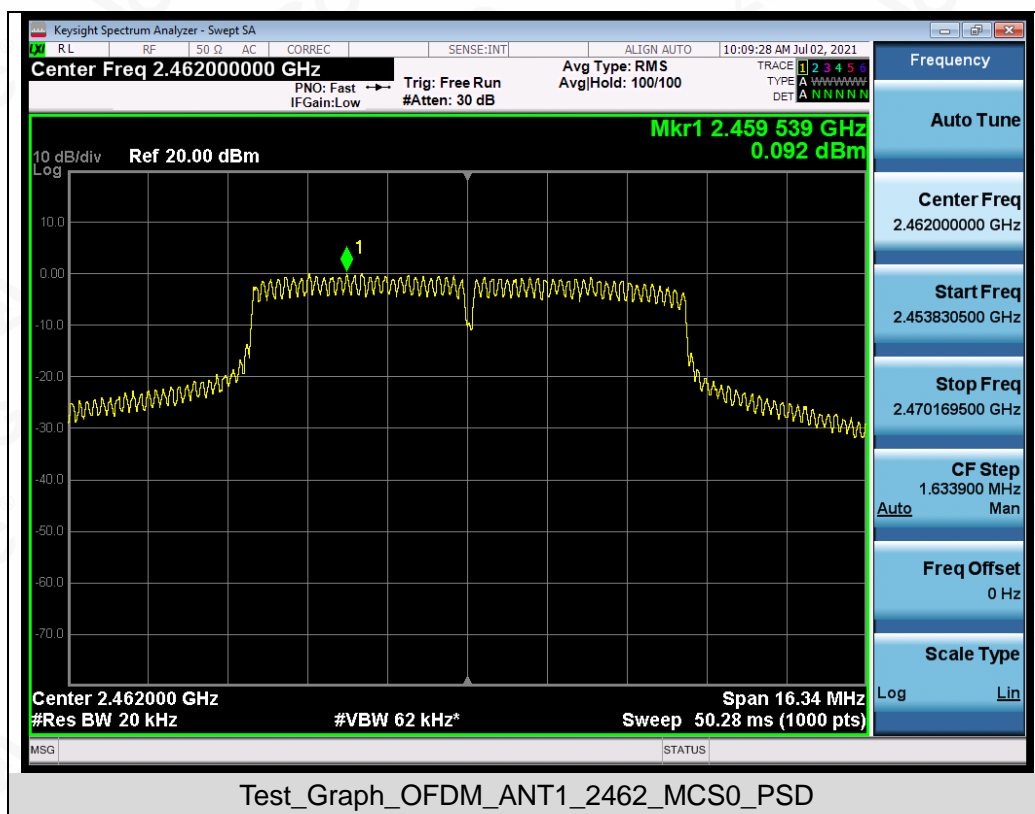 Keysight Spectrum Analyzer - Swept SA
LXI RL RF 50 Ω AC CORREC SENSE:INT ALIGN AUTO 10:09:28 AM Jul 02, 2021
Center Freq 2.462000000 GHz
PNO: Fast
IFGain:Low
Trig: Free Run
#Atten: 30 dB
Avg Type: RMS
Avg|Hold: 100/100
TRACE 1 2 3 4 5 6
TYPE A WWWWW
DET A N N N N N
Mkr1 2.459 539 GHz
0.092 dBm
10 dB/div Ref 20.00 dBm
Log
10.0
0.00
-10.0
-20.0
-30.0
-40.0
-50.0
-60.0
-70.0
1
Center 2.462000 GHz Span 16.34 MHz
#Res BW 20 kHz #VBW 62 kHz* Sweep 50.28 ms (1000 pts)
MSG STATUS
Frequency
Auto Tune
Center Freq
2.462000000 GHz
Start Freq
2.453830500 GHz
Stop Freq
2.470169500 GHz
CF Step
1.633900 MHz
Auto Man
Freq Offset
0 Hz
Scale Type
Log Lin
Test_Graph_OFDM_ANT1_2462_MCS0_PSD